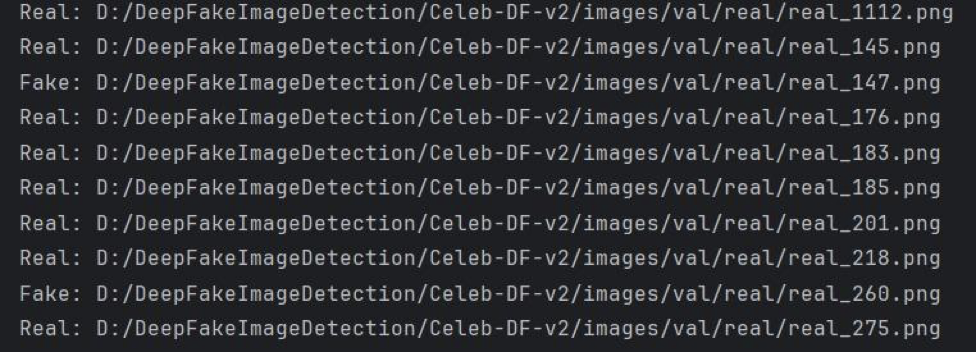 Real: D:/DeepFakeImageDetection/Celeb-DF-v2/images/val/real/real_1112.png
Real: D:/DeepFakeImageDetection/Celeb-DF-v2/images/val/real/real_145.png
Fake: D:/DeepFakeImageDetection/Celeb-DF-v2/images/val/real/real_147.png
Real: D:/DeepFakeImageDetection/Celeb-DF-v2/images/val/real/real_176.png
Real: D:/DeepFakeImageDetection/Celeb-DF-v2/images/val/real/real_183.png
Real: D:/DeepFakeImageDetection/Celeb-DF-v2/images/val/real/real_185.png
Real: D:/DeepFakeImageDetection/Celeb-DF-v2/images/val/real/real_201.png
Real: D:/DeepFakeImageDetection/Celeb-DF-v2/images/val/real/real_218.png
Fake: D:/DeepFakeImageDetection/Celeb-DF-v2/images/val/real/real_260.png
Real: D:/DeepFakeImageDetection/Celeb-DF-v2/images/val/real/real_275.png